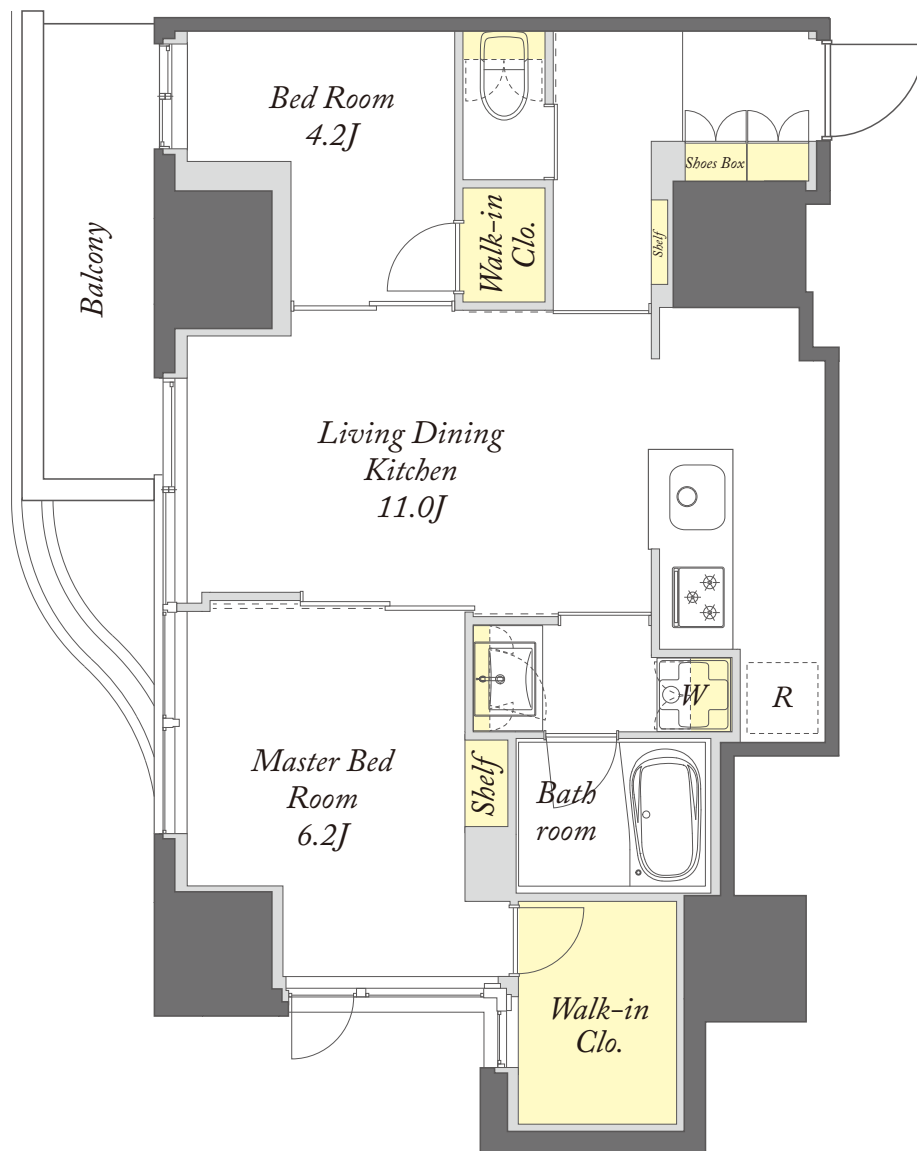 Bed Room
4.2J
Walk-in
Clo.
Shoes Box
Shelf
Balcony
Living Dining
Kitchen
11.0J
W
R
Master Bed
Room
6.2J
Shelf
Bath
room
Walk-in
Clo.